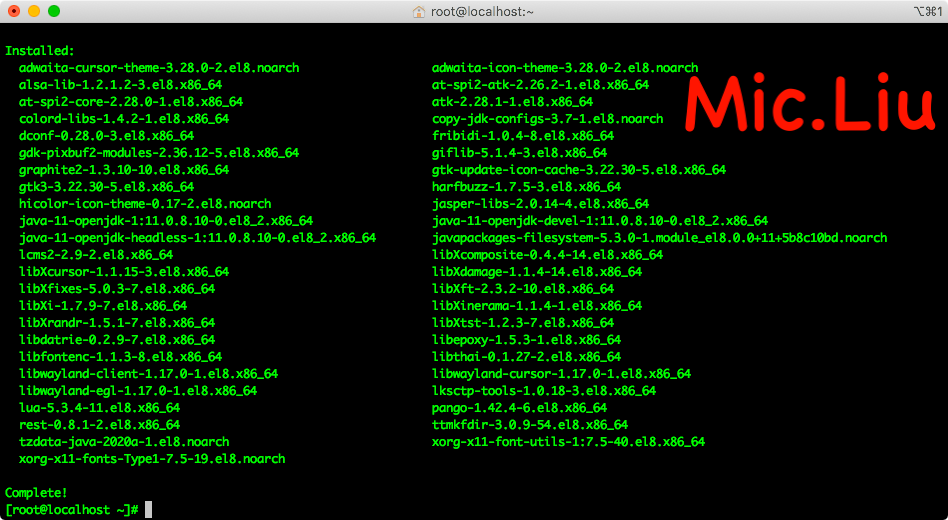 root@localhost:~
⌥⌘1
Installed:
adwaita-cursor-theme-3.28.0-2.el8.noarch adwaita-icon-theme-3.28.0-2.el8.noarch
alsa-lib-1.2.1.2-3.el8.x86_64 at-spi2-atk-2.26.2-1.el8.x86_64
at-spi2-core-2.28.0-1.el8.x86_64 atk-2.28.1-1.el8.x86_64
colord-libs-1.4.2-1.el8.x86_64 copy-jdk-configs-3.7-1.el8.noarch
dconf-0.28.0-3.el8.x86_64 fribidi-1.0.4-8.el8.x86_64
gdk-pixbuf2-modules-2.36.12-5.el8.x86_64 giflib-5.1.4-3.el8.x86_64
graphite2-1.3.10-10.el8.x86_64 gtk-update-icon-cache-3.22.30-5.el8.x86_64
gtk3-3.22.30-5.el8.x86_64 harfbuzz-1.7.5-3.el8.x86_64
hicolor-icon-theme-0.17-2.el8.noarch jasper-libs-2.0.14-4.el8.x86_64
java-11-openjdk-1:11.0.8.10-0.el8_2.x86_64 java-11-openjdk-devel-1:11.0.8.10-0.el8_2.x86_64
java-11-openjdk-headless-1:11.0.8.10-0.el8_2.x86_64 javapackages-filesystem-5.3.0-1.module_el8.0.0+11+5b8c10bd.noarch
lcms2-2.9-2.el8.x86_64 libXcomposite-0.4.4-14.el8.x86_64
libXcursor-1.1.15-3.el8.x86_64 libXdamage-1.1.4-14.el8.x86_64
libXfixes-5.0.3-7.el8.x86_64 libXft-2.3.2-10.el8.x86_64
libXi-1.7.9-7.el8.x86_64 libXinerama-1.1.4-1.el8.x86_64
libXrandr-1.5.1-7.el8.x86_64 libXtst-1.2.3-7.el8.x86_64
libdatrie-0.2.9-7.el8.x86_64 libepoxy-1.5.3-1.el8.x86_64
libfontenc-1.1.3-8.el8.x86_64 libthai-0.1.27-2.el8.x86_64
libwayland-client-1.17.0-1.el8.x86_64 libwayland-cursor-1.17.0-1.el8.x86_64
libwayland-egl-1.17.0-1.el8.x86_64 lksctp-tools-1.0.18-3.el8.x86_64
lua-5.3.4-11.el8.x86_64 pango-1.42.4-6.el8.x86_64
rest-0.8.1-2.el8.x86_64 ttmkfdir-3.0.9-54.el8.x86_64
tzdata-java-2020a-1.el8.noarch xorg-x11-font-utils-1:7.5-40.el8.x86_64
xorg-x11-fonts-Type1-7.5-19.el8.noarch
Mic.Liu
Complete!
[root@localhost ~]#